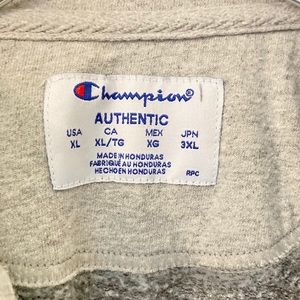 Champion®
AUTHENTIC
USA CA MEX JPN
XL XL/TG XG 3XL
MADE IN HONDURAS
FABRIQUÉ AU HONDURAS
HECHO EN HONDURAS
RPC